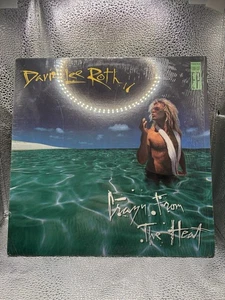 David Lee Roth
Crazy From
The Heat